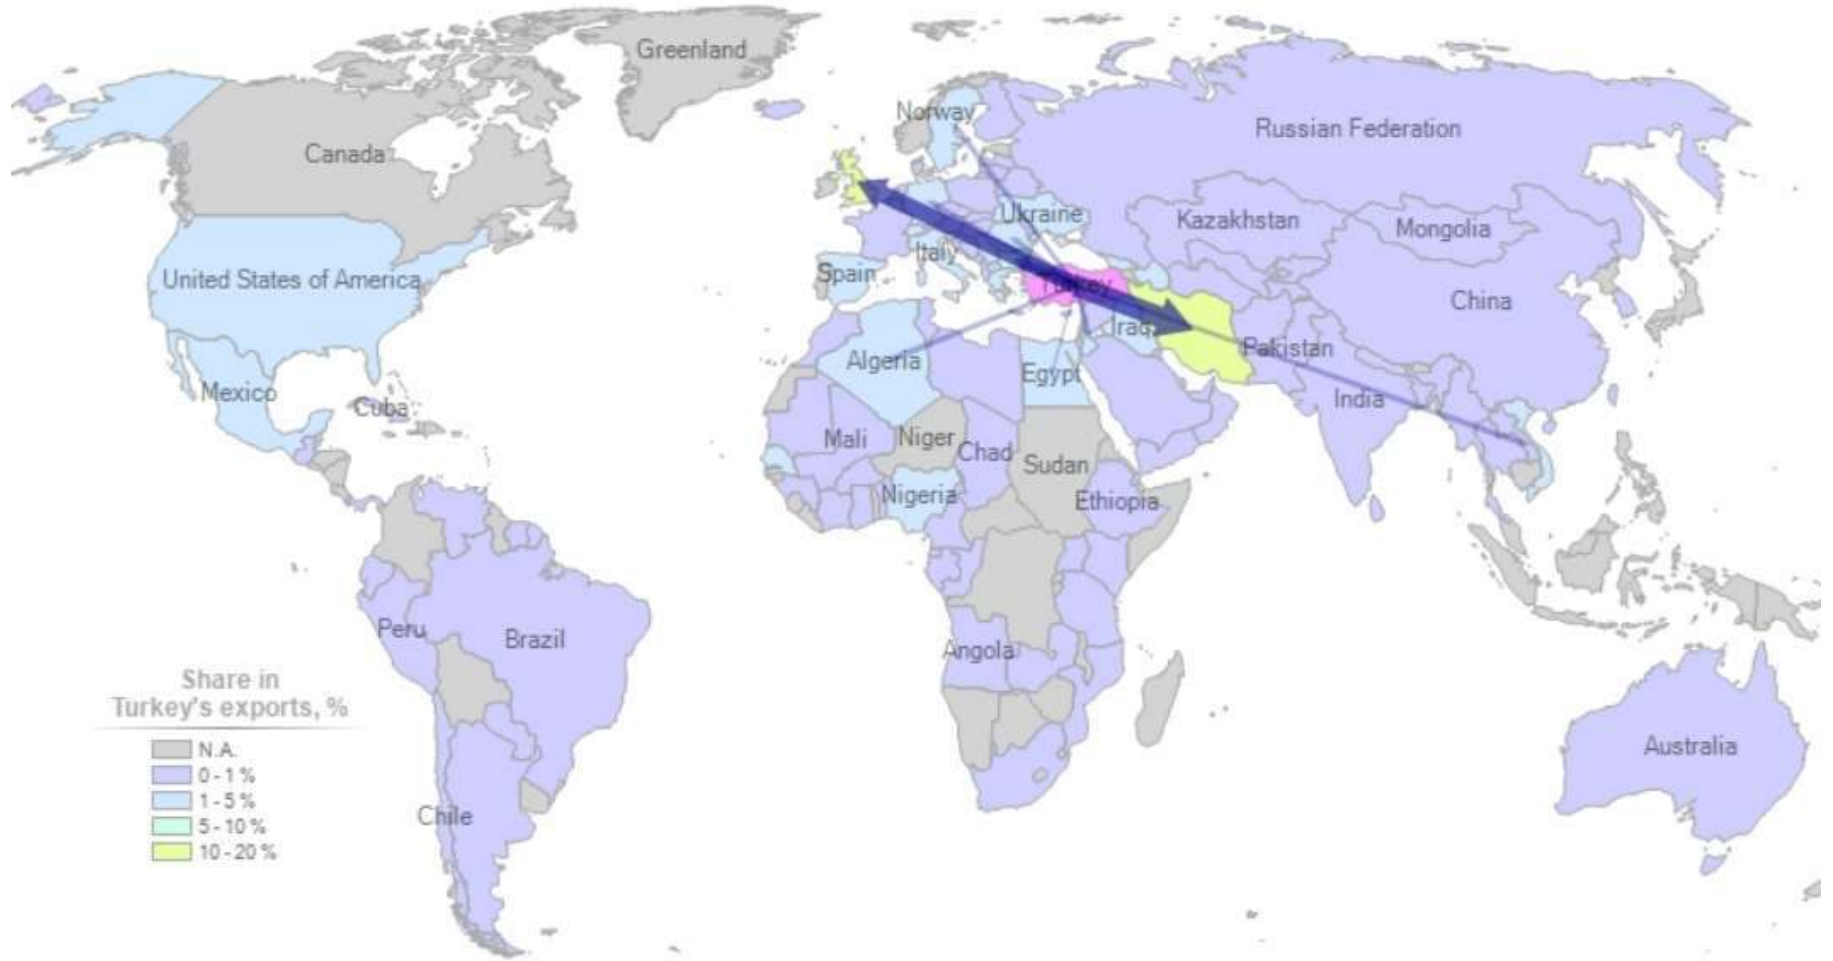 Greenland
Norway
Canada
Russian Federation
Ukraine
Kazakhstan
Mongolia
Italy
Spain
United States of America
Turkey
China
Iraq
Pakistan
Algeria
Egypt
Mexico
Cuba
India
Mali
Niger
Chad
Sudan
Nigeria
Ethiopia
Peru
Brazil
Angola
Australia
Chile
Share in
Turkey's exports, %
N.A.
0 - 1 %
1 - 5 %
5 - 10 %
10 - 20 %